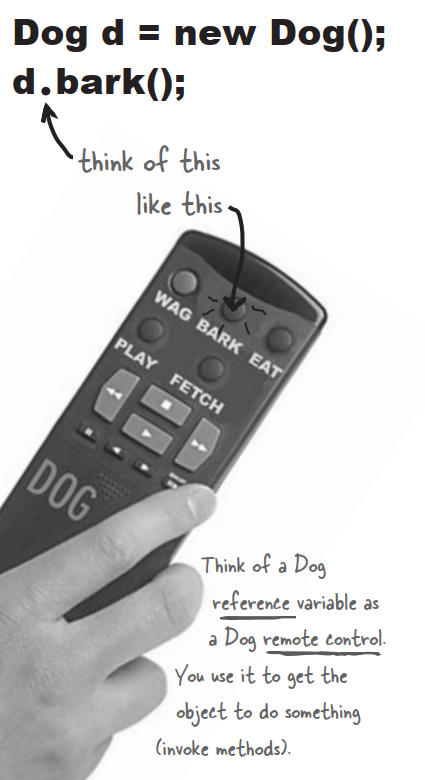 Dog d = new Dog();
d.bark();
think of this
like this
WAG
BARK
EAT
PLAY
FETCH
DOG
Think of a Dog
reference variable as
a Dog remote control.
You use it to get the
object to do something
(invoke methods).